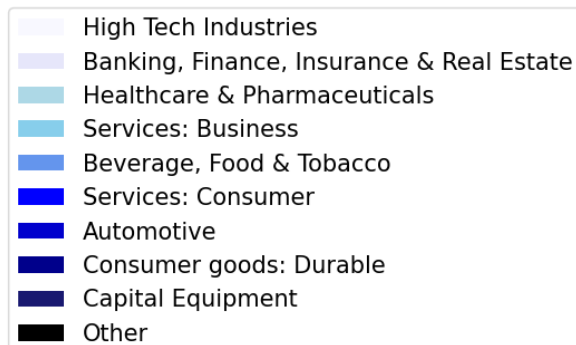 High Tech Industries
Banking, Finance, Insurance & Real Estate
Healthcare & Pharmaceuticals
Services: Business
Beverage, Food & Tobacco
Services: Consumer
Automotive
Consumer goods: Durable
Capital Equipment
Other